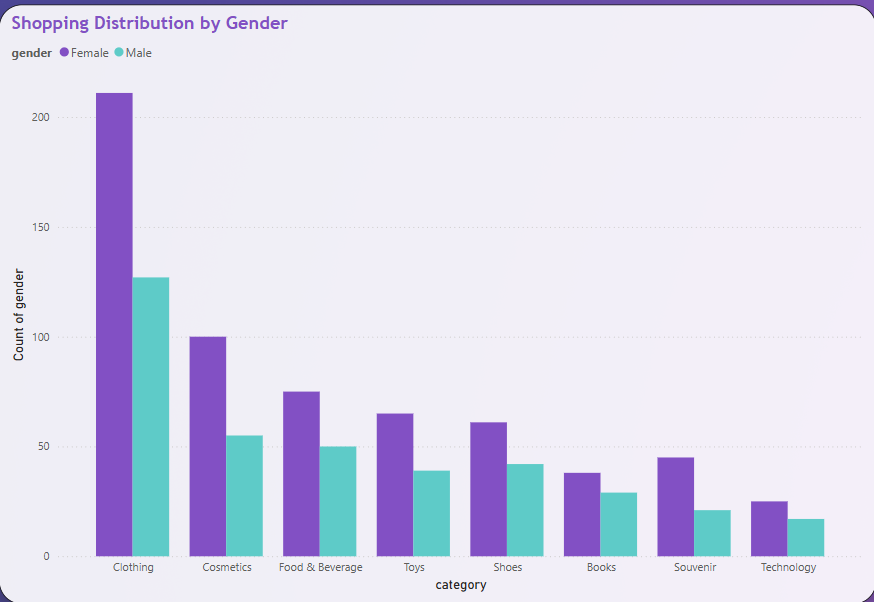 Shopping Distribution by Gender
gender Female Male
200
150
100
50
0
Count of gender
Clothing Cosmetics Food & Beverage Toys Shoes Books Souvenir Technology
category